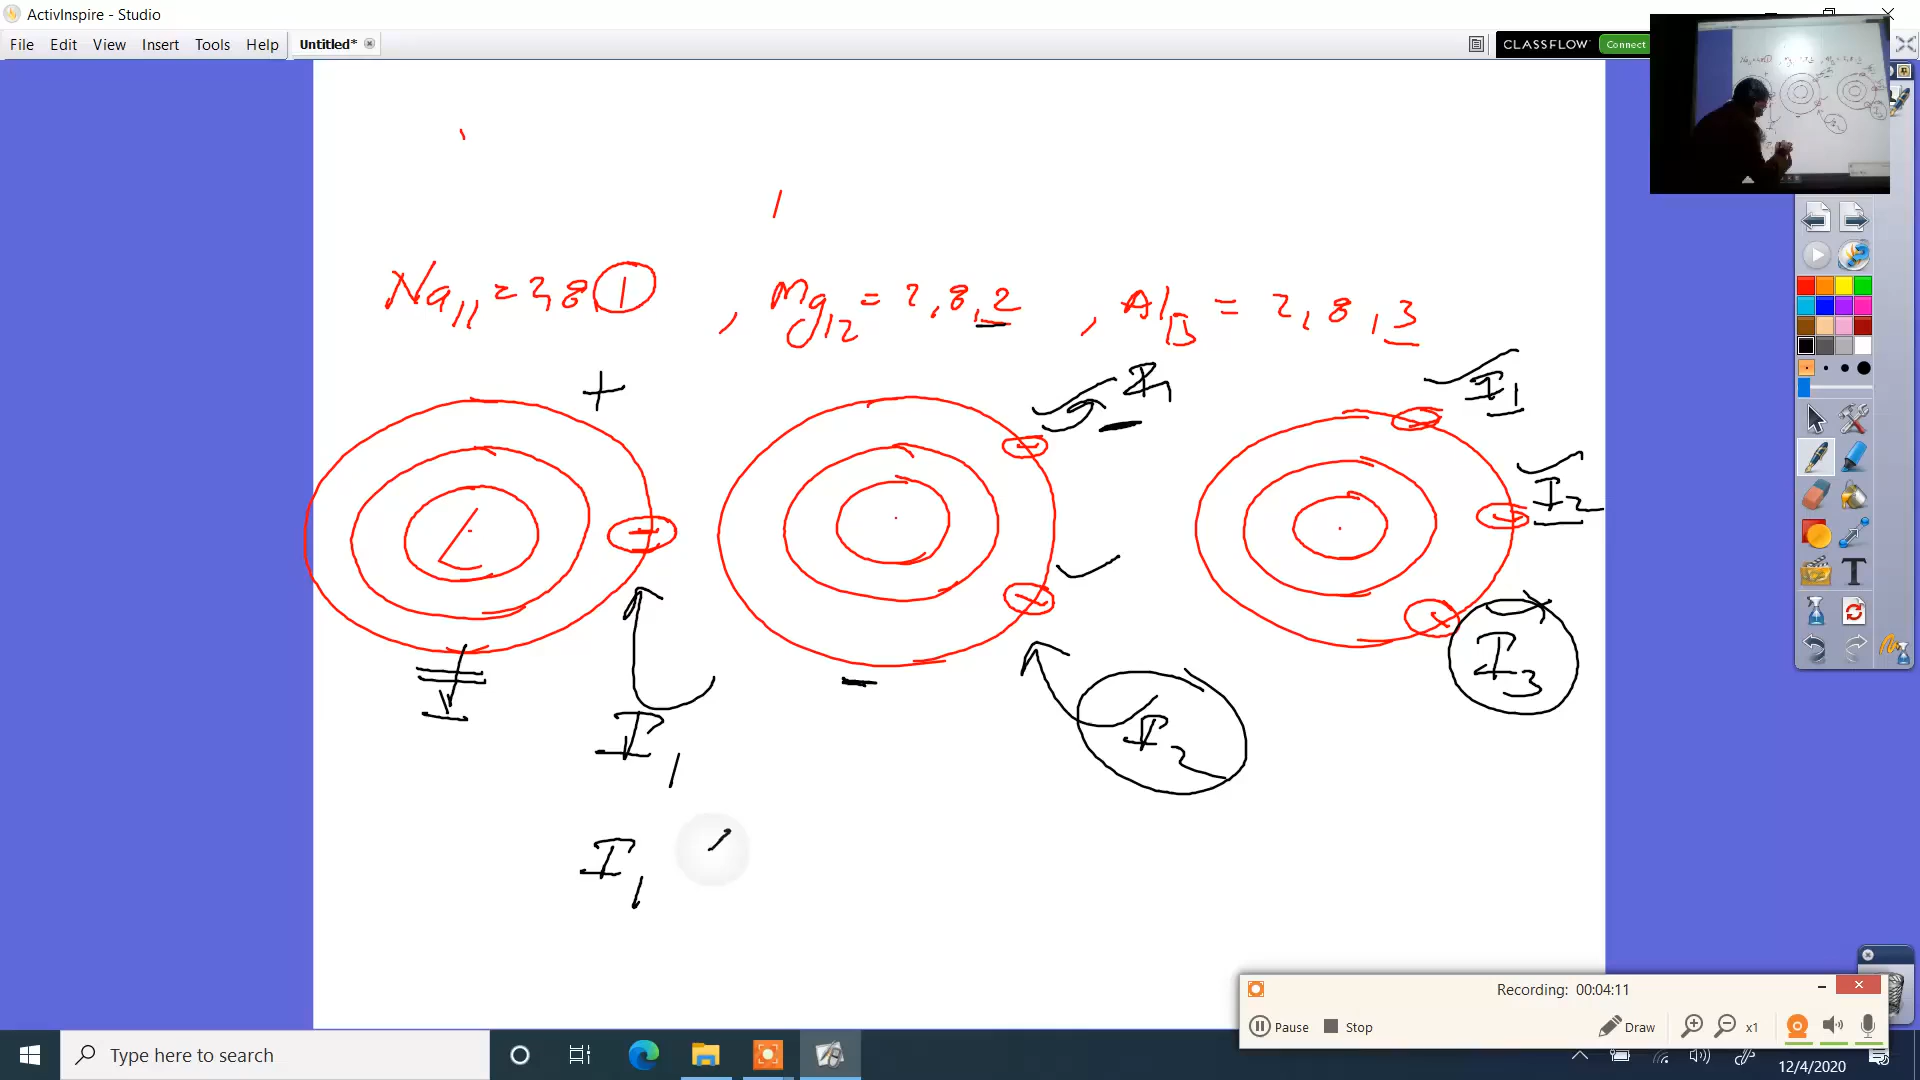 ActivInspire - Studio
File Edit View Insert Tools Help Untitled*
CLASSFLOW Connect
Na11 = 2,8,1 , Mg12 = 2,8,2 , Al13 = 2,8,3
+
I1 I1
I2
I3
I1 I2
I1
Recording: 00:04:11
Pause Stop Draw x1
Type here to search
12/4/2020